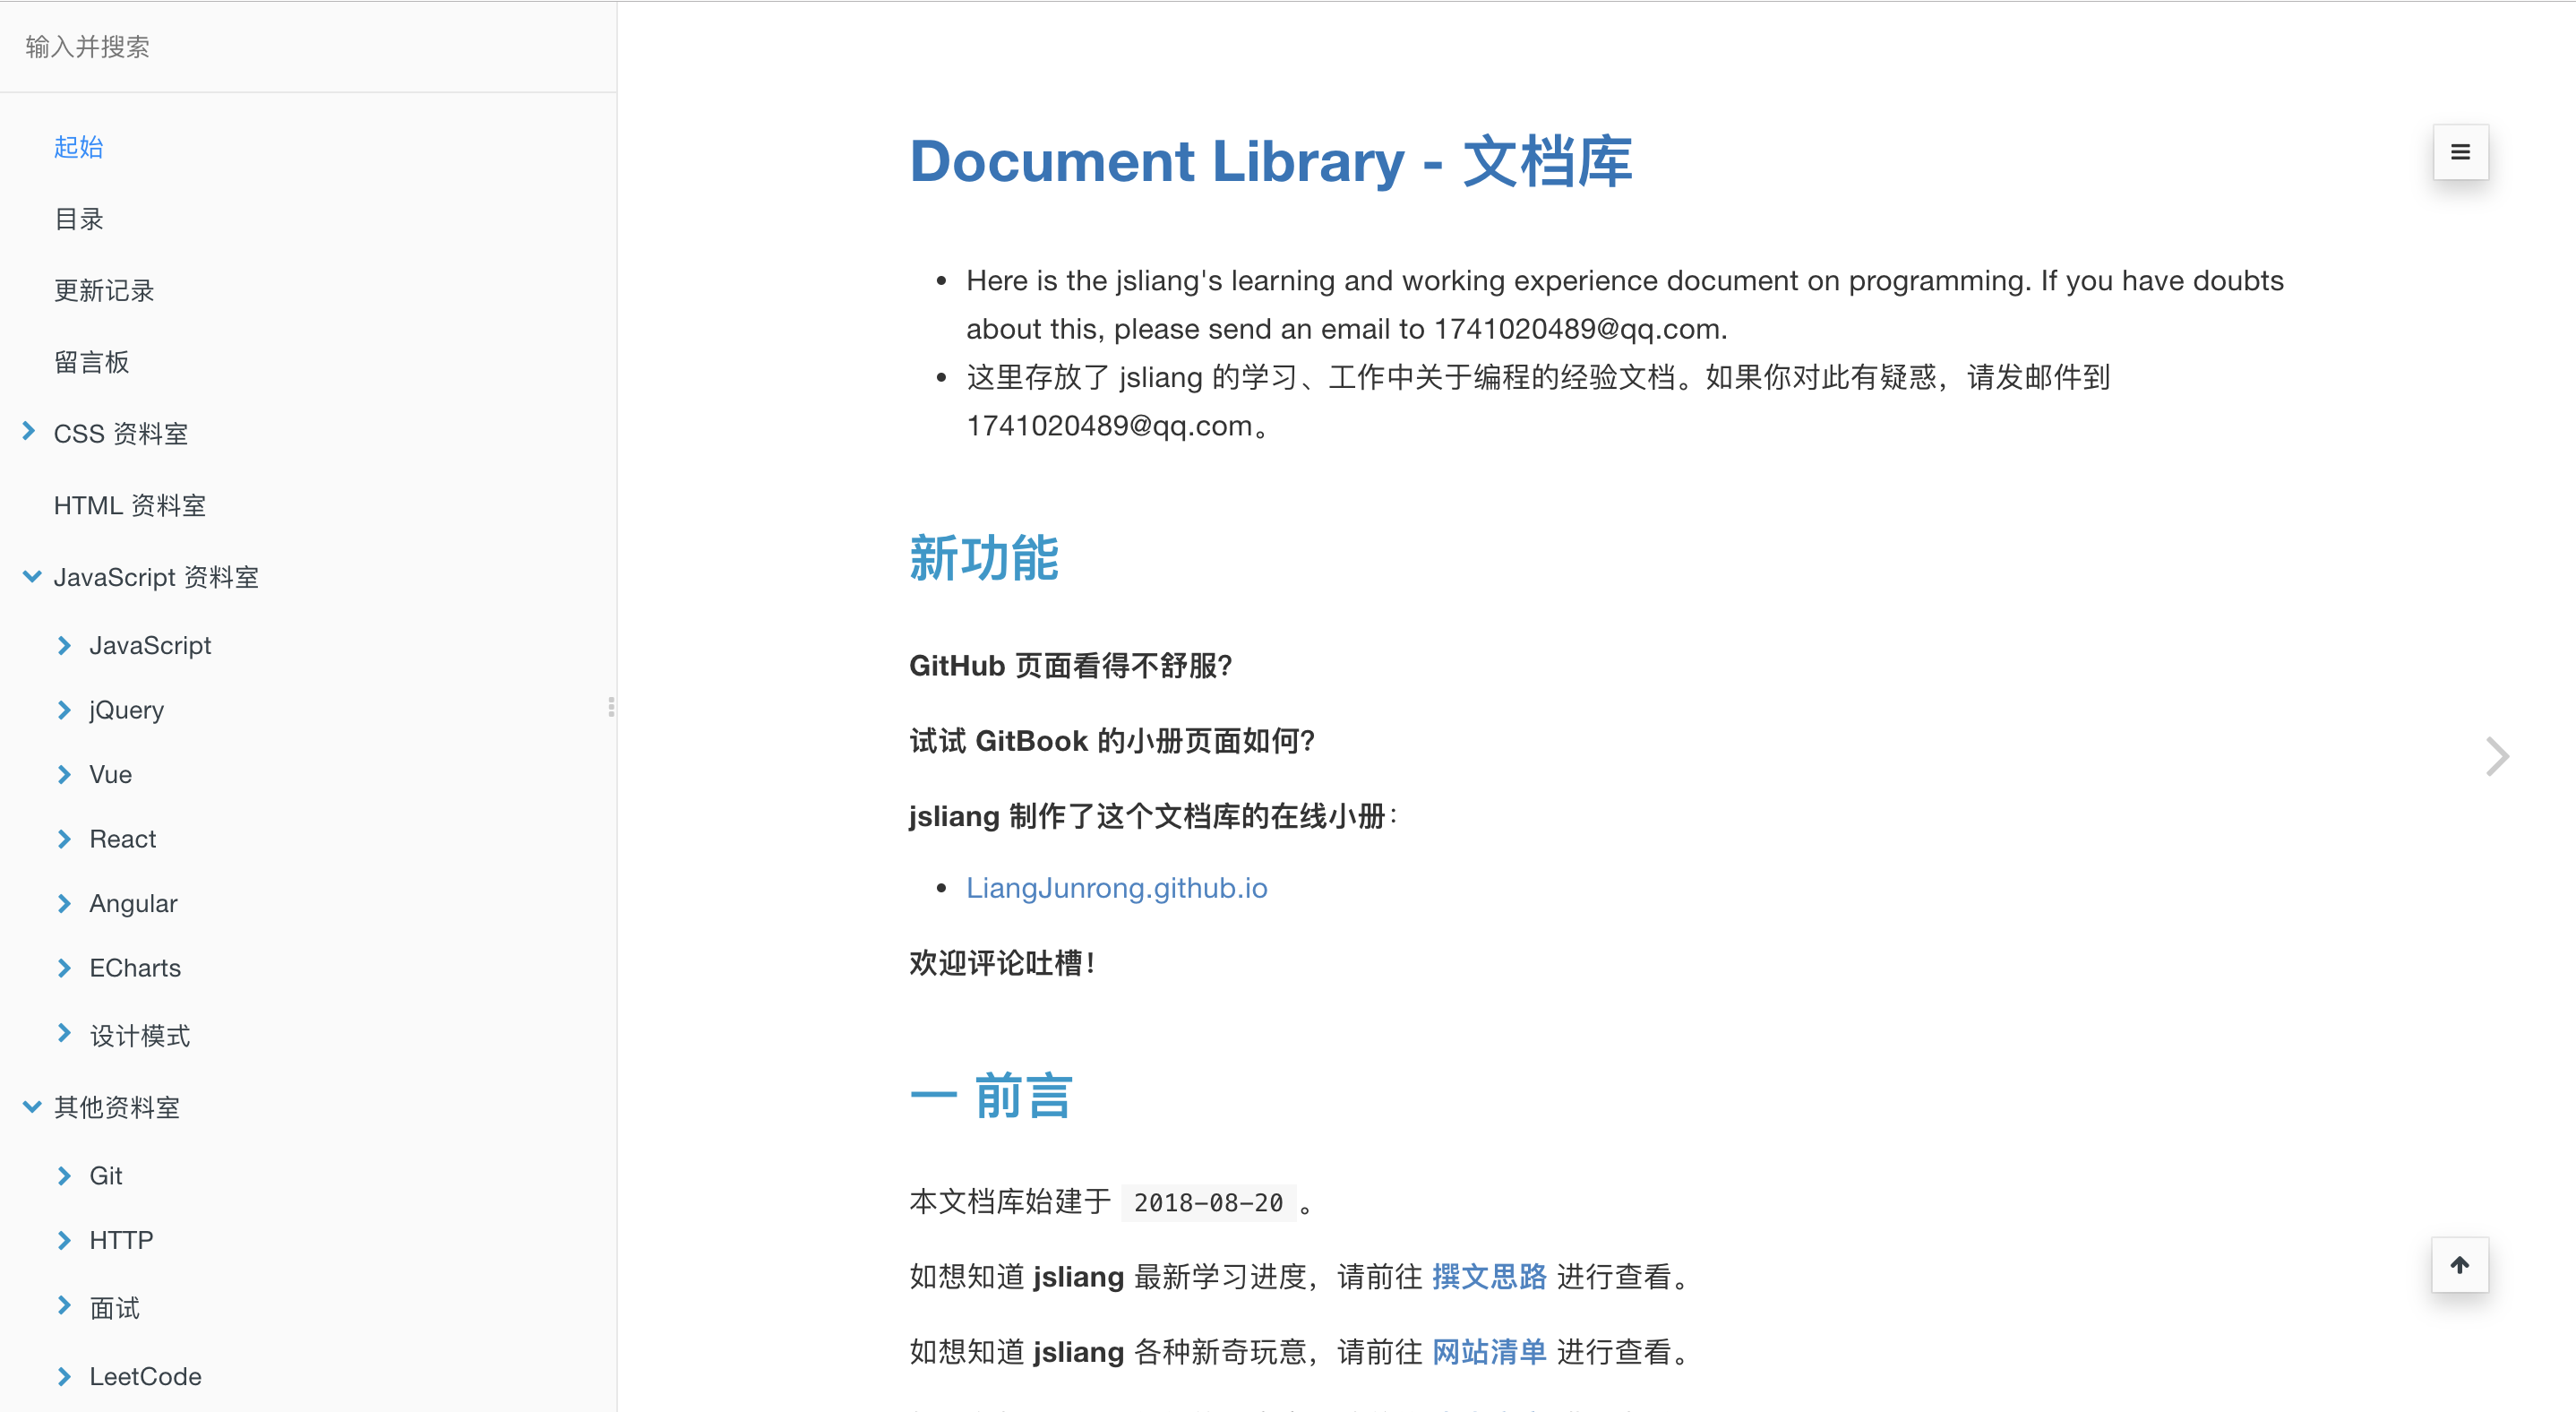 输入并搜索
起始
目录
更新记录
留言板
CSS 资料室
HTML 资料室
JavaScript 资料室
JavaScript
jQuery
Vue
React
Angular
ECharts
设计模式
其他资料室
Git
HTTP
面试
LeetCode
Document Library - 文档库
Here is the jsliang's learning and working experience document on programming. If you have doubts
about this, please send an email to 1741020489@qq.com.
这里存放了 jsliang 的学习、工作中关于编程的经验文档。如果你对此有疑惑，请发邮件到
1741020489@qq.com。
新功能
GitHub 页面看得不舒服?
试试 GitBook 的小册页面如何?
jsliang 制作了这个文档库的在线小册：
LiangJunrong.github.io
欢迎评论吐槽！
一 前言
本文档库始建于 2018-08-20 。
如想知道 jsliang 最新学习进度，请前往 撰文思路 进行查看。
如想知道 jsliang 各种新奇玩意，请前往 网站清单 进行查看。